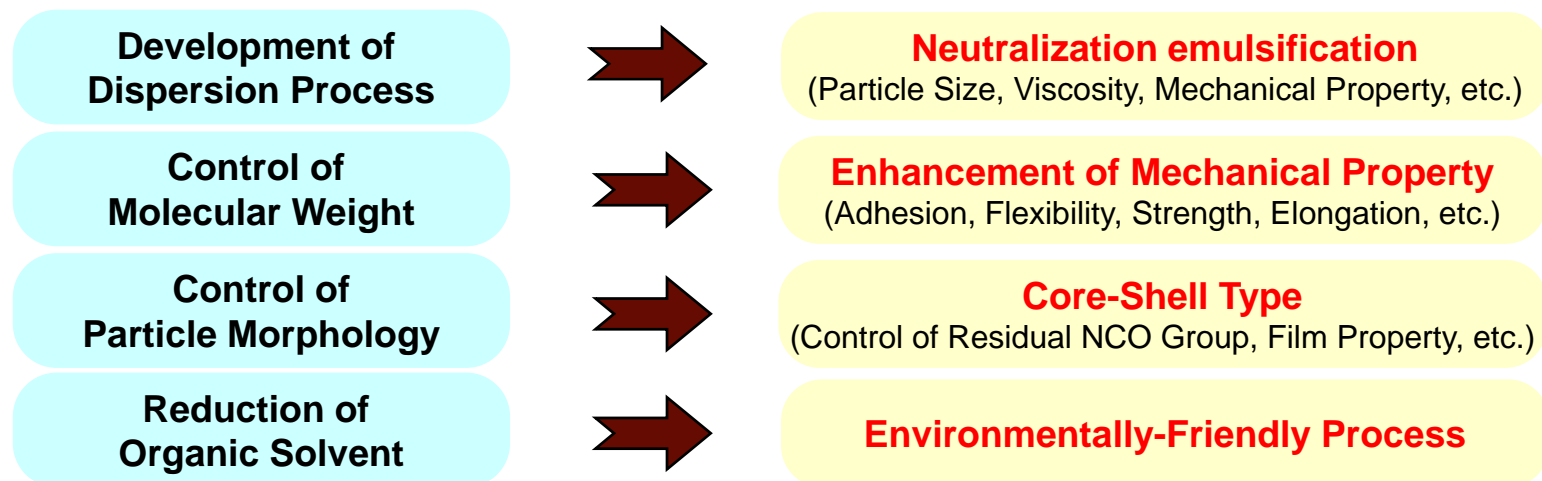 Development of
Dispersion Process
Neutralization emulsification
(Particle Size, Viscosity, Mechanical Property, etc.)
Control of
Molecular Weight
Enhancement of Mechanical Property
(Adhesion, Flexibility, Strength, Elongation, etc.)
Control of
Particle Morphology
Core-Shell Type
(Control of Residual NCO Group, Film Property, etc.)
Reduction of
Organic Solvent
Environmentally-Friendly Process